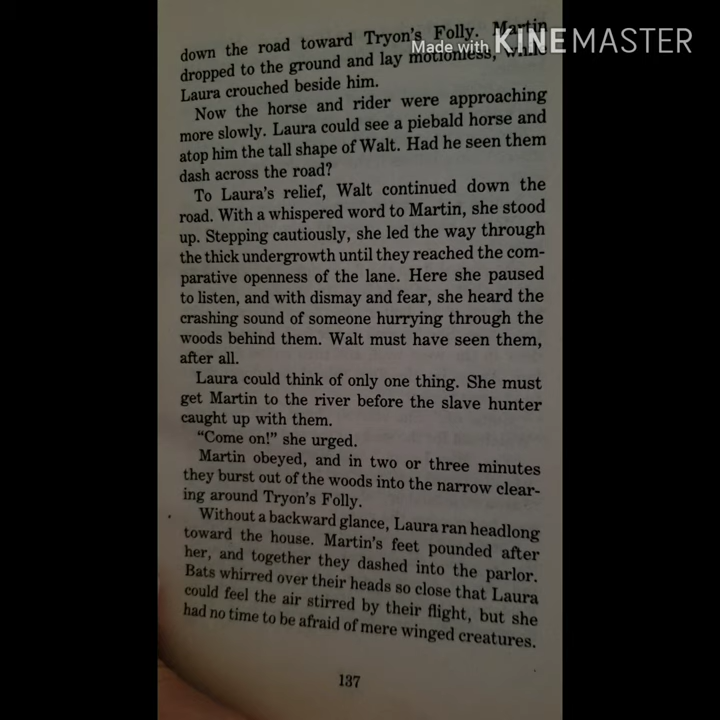 Made with KINEMASTER
down the road toward Tryon's Folly. Martin
dropped to the ground and lay motionless, while
Laura crouched beside him.
Now the horse and rider were approaching
more slowly. Laura could see a piebald horse and
atop him the tall shape of Walt. Had he seen them
dash across the road?
To Laura's relief, Walt continued down the
road. With a whispered word to Martin, she stood
up. Stepping cautiously, she led the way through
the thick undergrowth until they reached the com-
parative openness of the lane. Here she paused
to listen, and with dismay and fear, she heard the
crashing sound of someone hurrying through the
woods behind them. Walt must have seen them,
after all.
Laura could think of only one thing. She must
get Martin to the river before the slave hunter
caught up with them.
“Come on!” she urged.
Martin obeyed, and in two or three minutes
they burst out of the woods into the narrow clear-
ing around Tryon's Folly.
Without a backward glance, Laura ran headlong
toward the house. Martin's feet pounded after
her, and together they dashed into the parlor.
Bats whirred over their heads so close that Laura
could feel the air stirred by their flight, but she
had no time to be afraid of mere winged creatures.
137